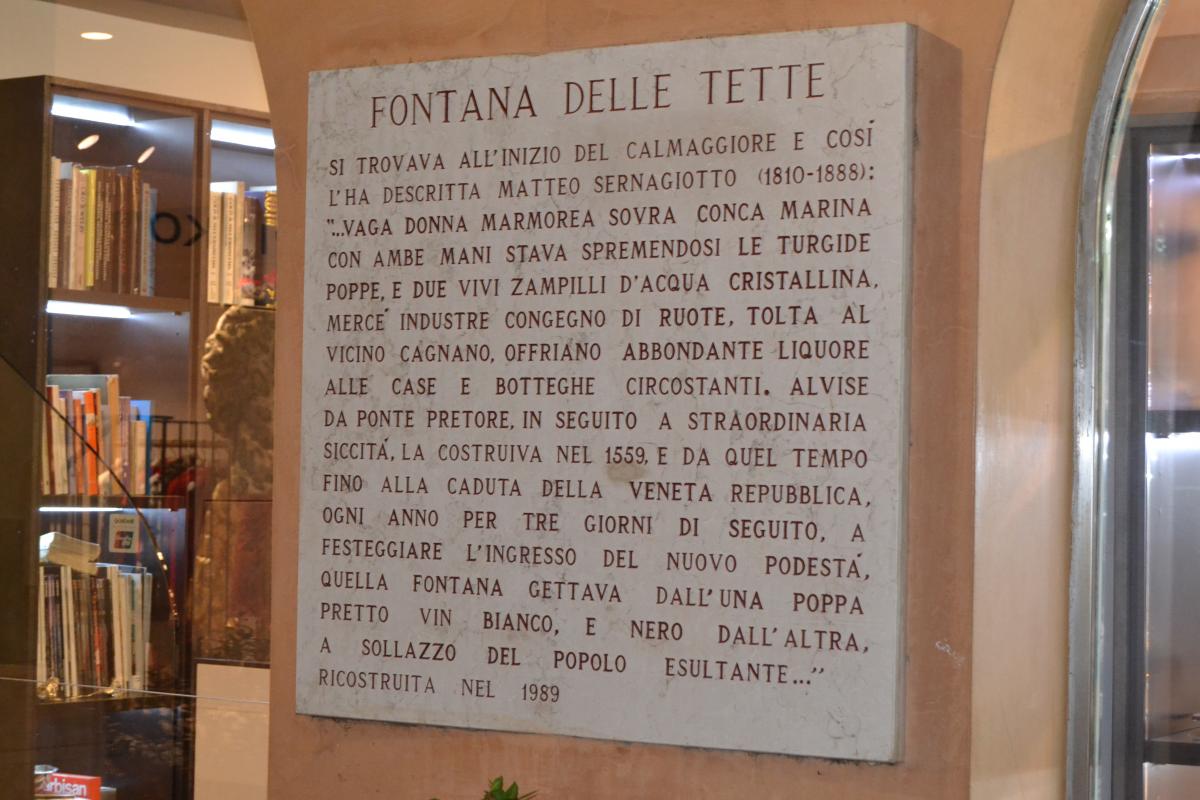 FONTANA DELLE TETTE
SI TROVAVA ALL'INIZIO DEL CALMAGGIORE E COSÍ
L'HA DESCRITTA MATTEO SERNAGIOTTO (1810-1888):
"...VAGA DONNA MARMOREA SOVRA CONCA MARINA
CON AMBE MANI STAVA SPREMENDOSI LE TURGIDE
POPPE, E DUE VIVI ZAMPILLI D'ACQUA CRISTALLINA,
MERCÉ INDUSTRE CONGEGNO DI RUOTE, TOLTA AL
VICINO CAGNANO, OFFRIANO ABBONDANTE LIQUORE
ALLE CASE E BOTTEGHE CIRCOSTANTI. ALVISE
DA PONTE PRETORE, IN SEGUITO A STRAORDINARIA
SICCITÁ, LA COSTRUIVA NEL 1559, E DA QUEL TEMPO
FINO ALLA CADUTA DELLA VENETA REPUBBLICA,
OGNI ANNO PER TRE GIORNI DI SEGUITO, A
FESTEGGIARE L'INGRESSO DEL NUOVO PODESTÁ,
QUELLA FONTANA GETTAVA DALL'UNA POPPA
PRETTO VIN BIANCO, E NERO DALL'ALTRA,
A SOLLAZZO DEL POPOLO ESULTANTE..."
RICOSTRUITA NEL 1989
rbisan